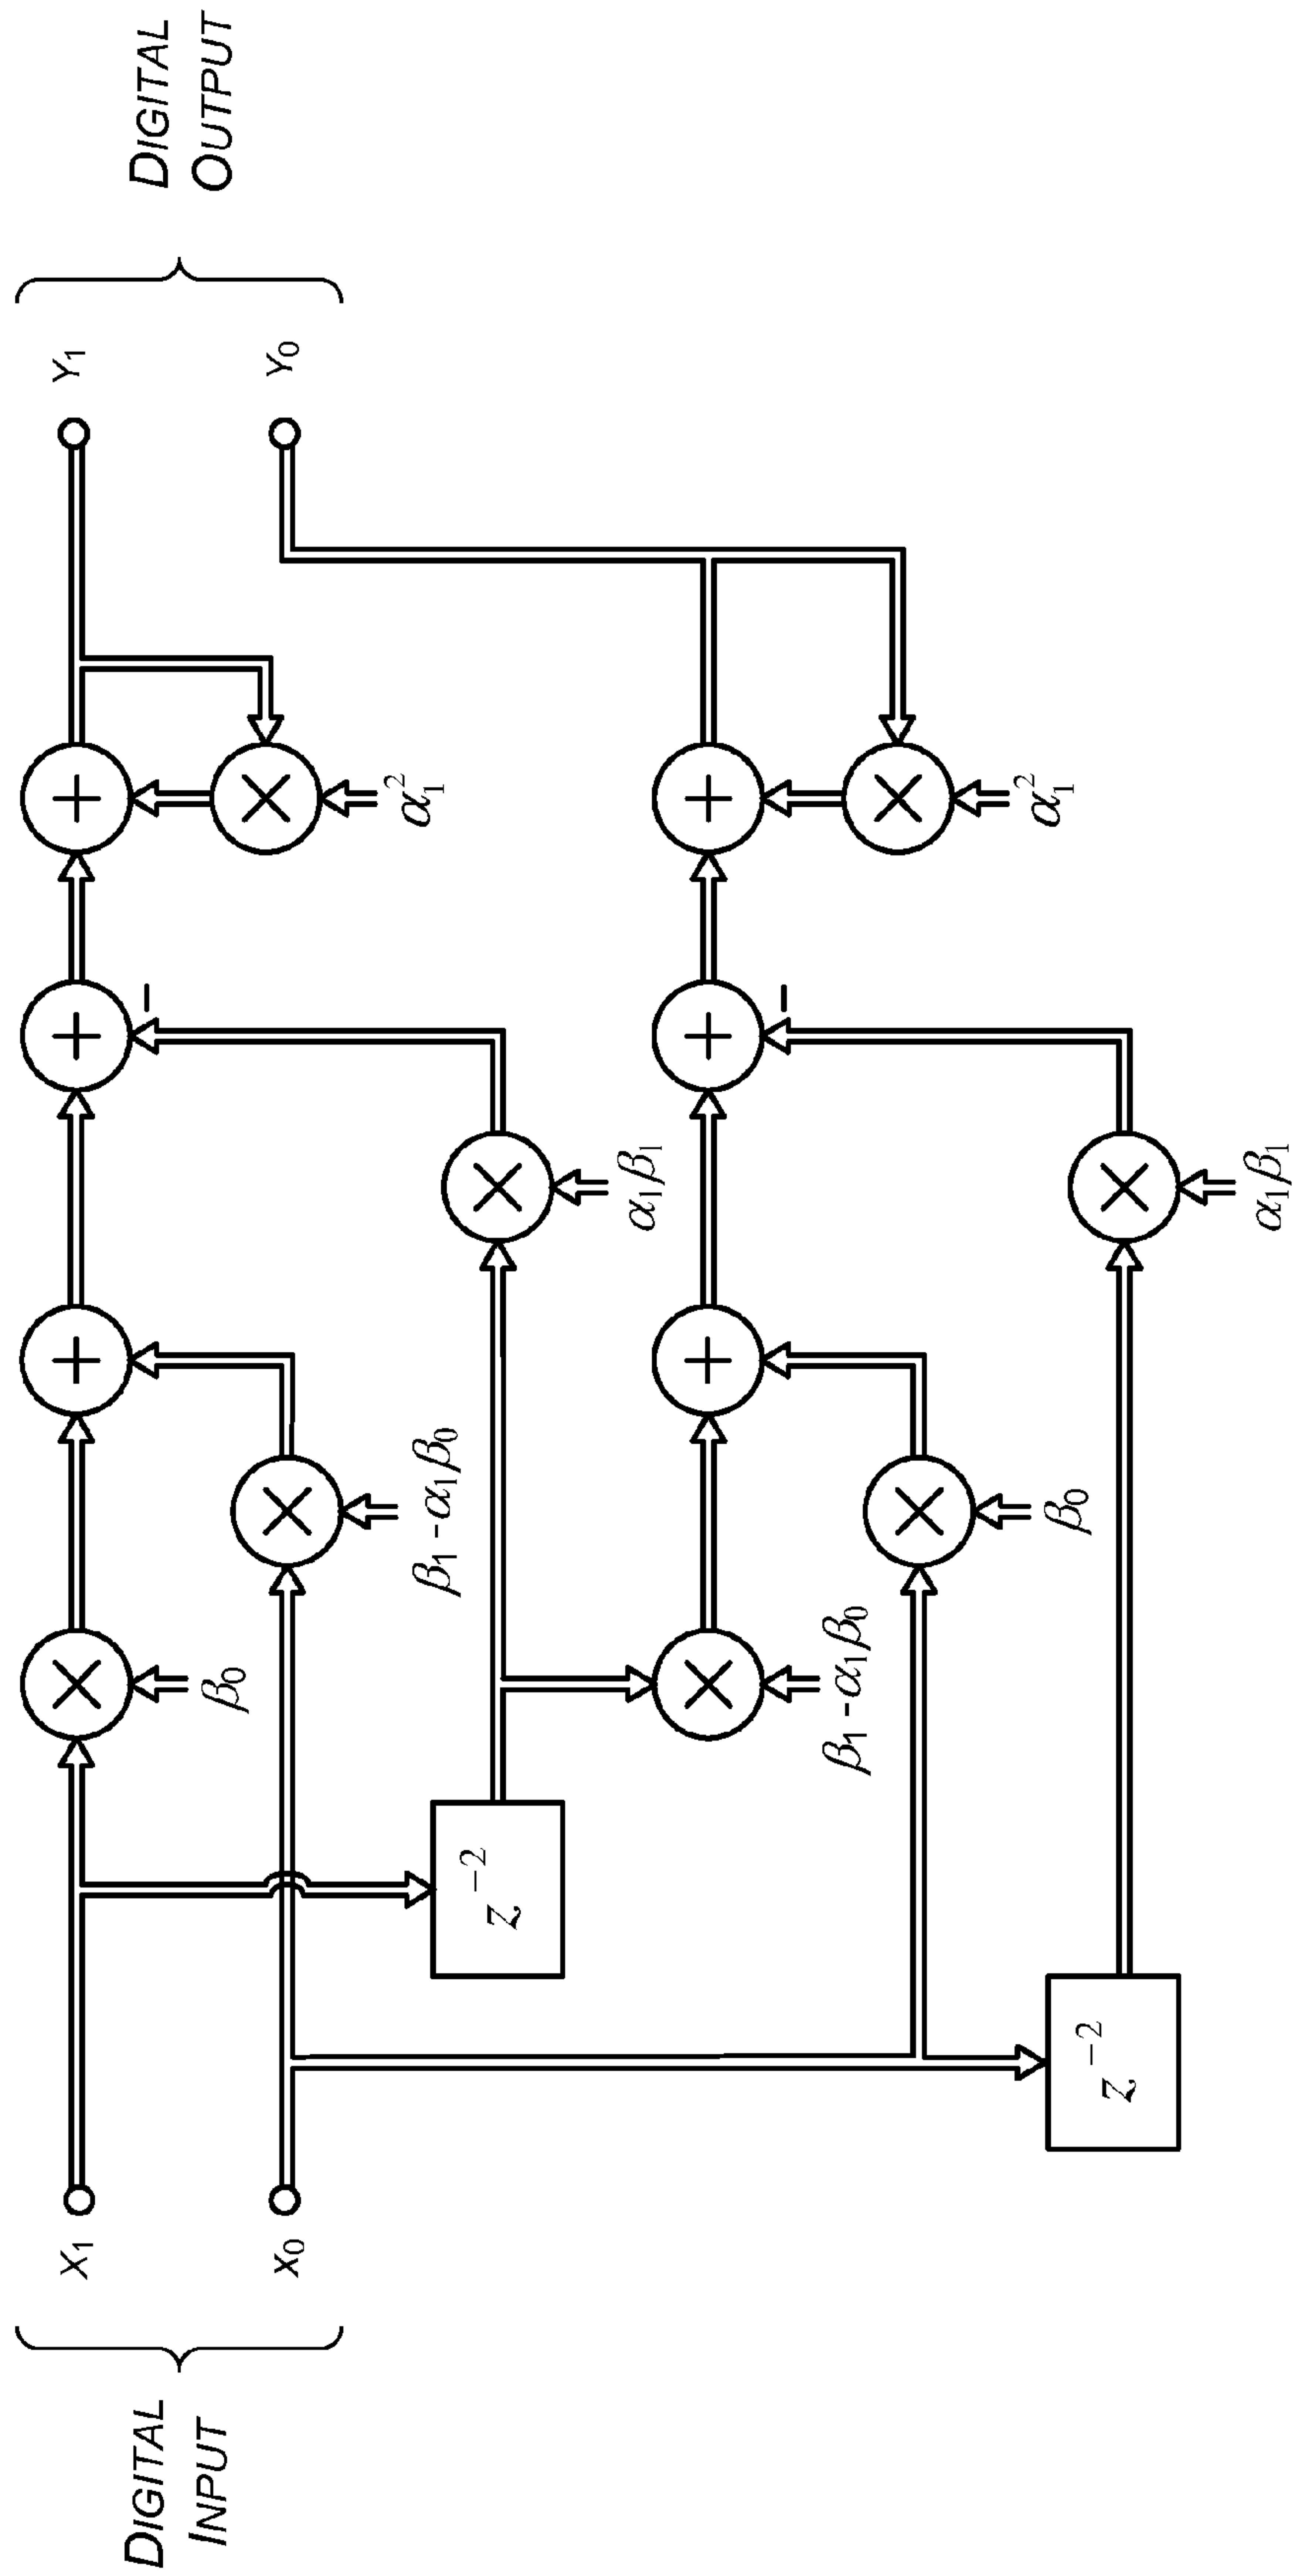 DIGITAL
INPUT
X₁
X₀
β₀
β₁-α₁β₀
z⁻²
α₁β₁
α₁²
Y₁
Y₀
β₁-α₁β₀
β₀
z⁻²
α₁β₁
α₁²
+
+
+
+
+
+
×
×
×
×
×
×
×
×
−
−
DIGITAL
OUTPUT